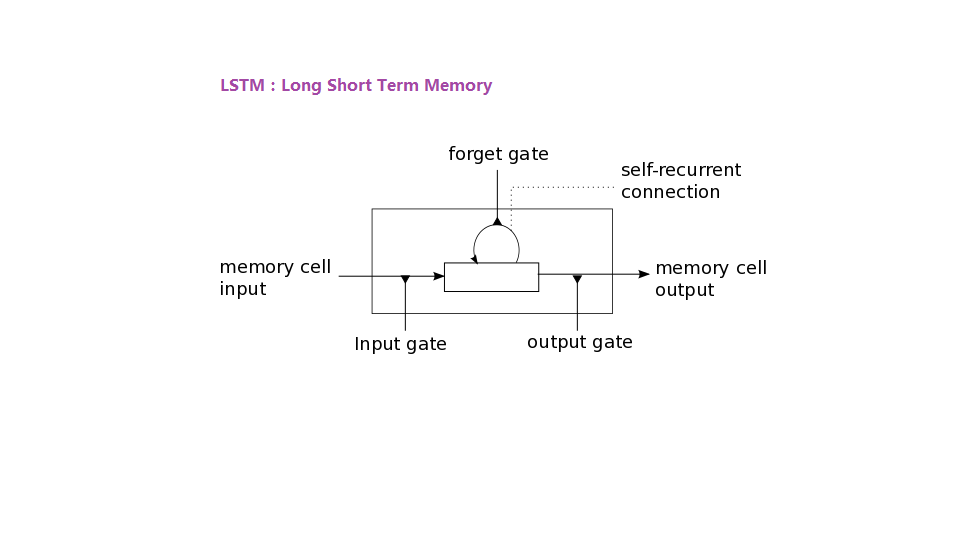 LSTM : Long Short Term Memory
forget gate
self-recurrent
connection
memory cell
input
memory cell
output
Input gate
output gate